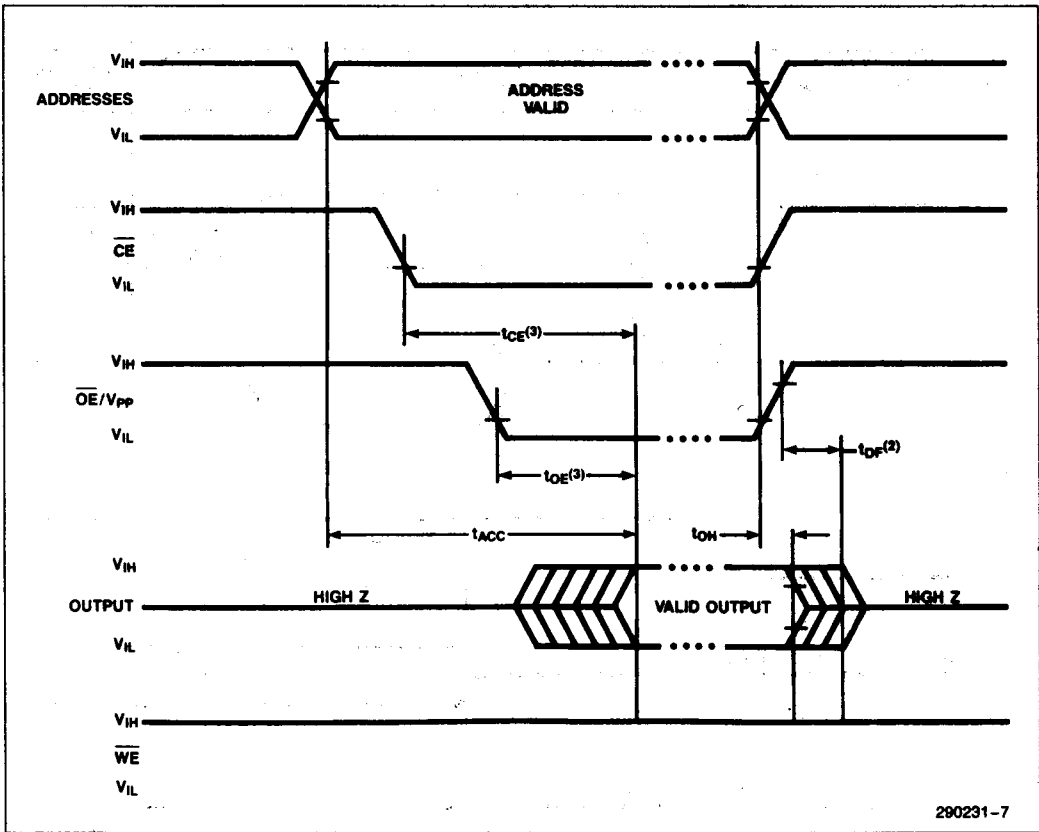 VIH
ADDRESSES
VIL
ADDRESS
VALID
VIH
CE
VIL
tCE(3)
VIH
OE/VPP
VIL
tDF(2)
tOE(3)
tACC
tOH
VIH
OUTPUT
VIL
HIGH Z
VALID OUTPUT
HIGH Z
VIH
WE
VIL
290231-7